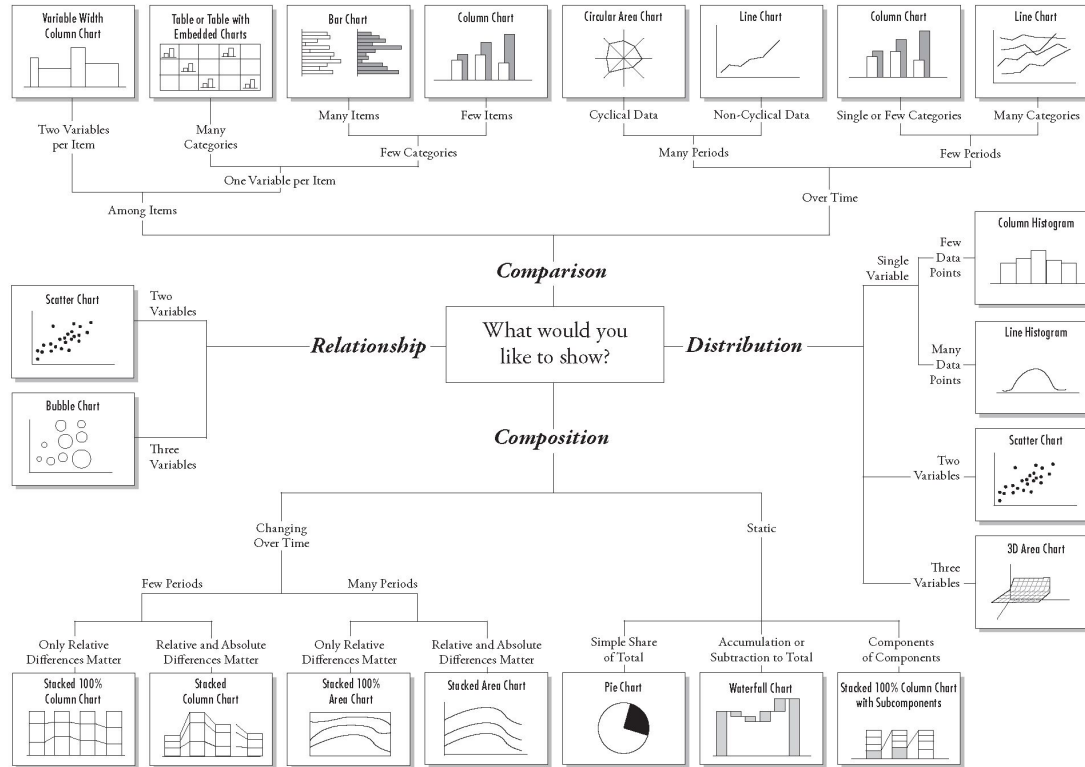 Variable Width
Column Chart
Table or Table with
Embedded Charts
Bar Chart
Column Chart
Circular Area Chart
Line Chart
Column Chart
Line Chart
Two Variables
per Item
Many
Categories
Many Items
Few Items
Cyclical Data
Non-Cyclical Data
Single or Few Categories
Many Categories
Few Categories
Many Periods
Few Periods
One Variable per Item
Among Items
Over Time
Comparison
Scatter Chart
Two
Variables
Relationship
What would you
like to show?
Distribution
Bubble Chart
Three
Variables
Single
Variable
Few
Data
Points
Column Histogram
Many
Data
Points
Line Histogram
Two
Variables
Scatter Chart
Three
Variables
3D Area Chart
Composition
Changing
Over Time
Static
Few Periods
Many Periods
Only Relative
Differences Matter
Relative and Absolute
Differences Matter
Only Relative
Differences Matter
Relative and Absolute
Differences Matter
Simple Share
of Total
Accumulation or
Subtraction to Total
Components
of Components
Stacked 100%
Column Chart
Stacked
Column Chart
Stacked 100%
Area Chart
Stacked Area Chart
Pie Chart
Waterfall Chart
Stacked 100% Column Chart
with Subcomponents